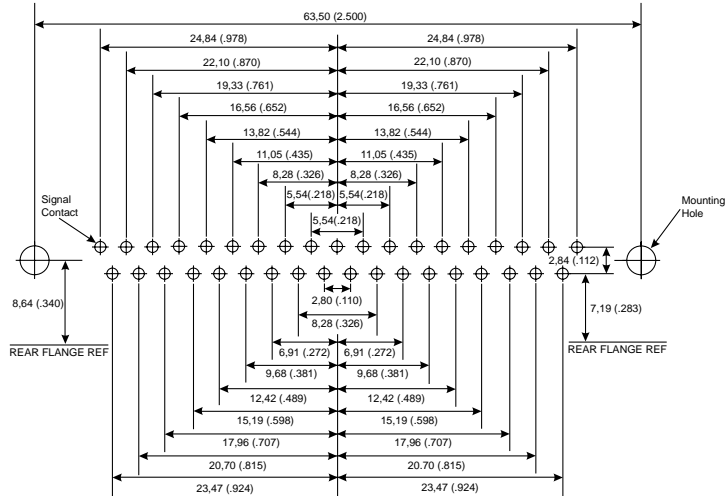 63,50 (2.500)
24,84 (.978) 24,84 (.978)
22,10 (.870) 22,10 (.870)
19,33 (.761) 19,33 (.761)
16,56 (.652) 16,56 (.652)
13,82 (.544) 13,82 (.544)
11,05 (.435) 11,05 (.435)
8,28 (.326) 8,28 (.326)
5,54(.218) 5,54(.218)
5,54(.218)
Signal
Contact
Mounting
Hole
2,84 (.112)
8,64 (.340)
2,80 (.110)
7,19 (.283)
8,28 (.326)
REAR FLANGE REF
6,91 (.272) 6,91 (.272)
REAR FLANGE REF
9,68 (.381) 9,68 (.381)
12,42 (.489) 12,42 (.489)
15,19 (.598) 15,19 (.598)
17,96 (.707) 17,96 (.707)
20,70 (.815) 20,70 (.815)
23,47 (.924) 23,47 (.924)